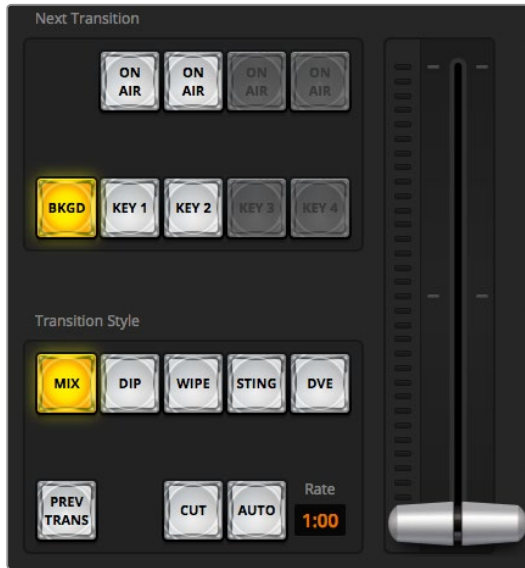 Next Transition
ON AIR ON AIR ON AIR ON AIR
BKGD KEY 1 KEY 2 KEY 3 KEY 4
Transition Style
MIX DIP WIPE STING DVE
Rate
PREV TRANS CUT AUTO 1:00